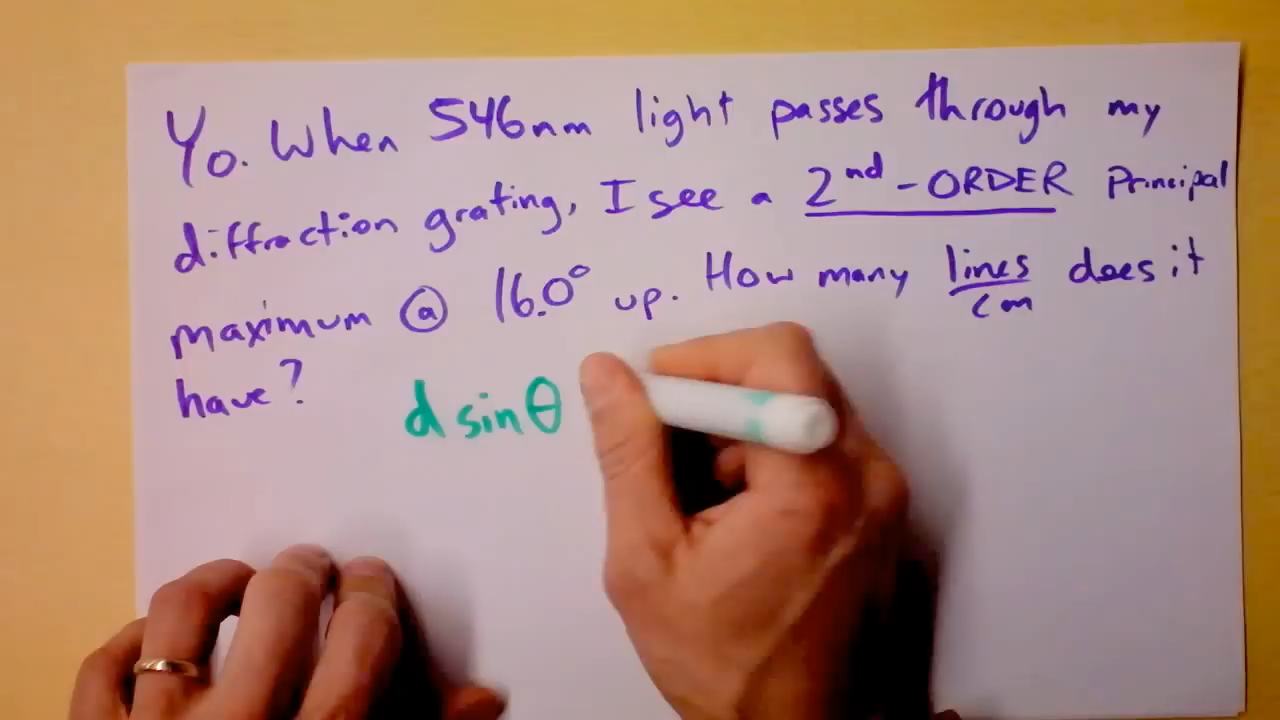 Yo. When 546nm light passes through my
diffraction grating, I see a 2nd-ORDER Principal
maximum @ 16.0° up. How many lines/cm does it
have?
d sinθ